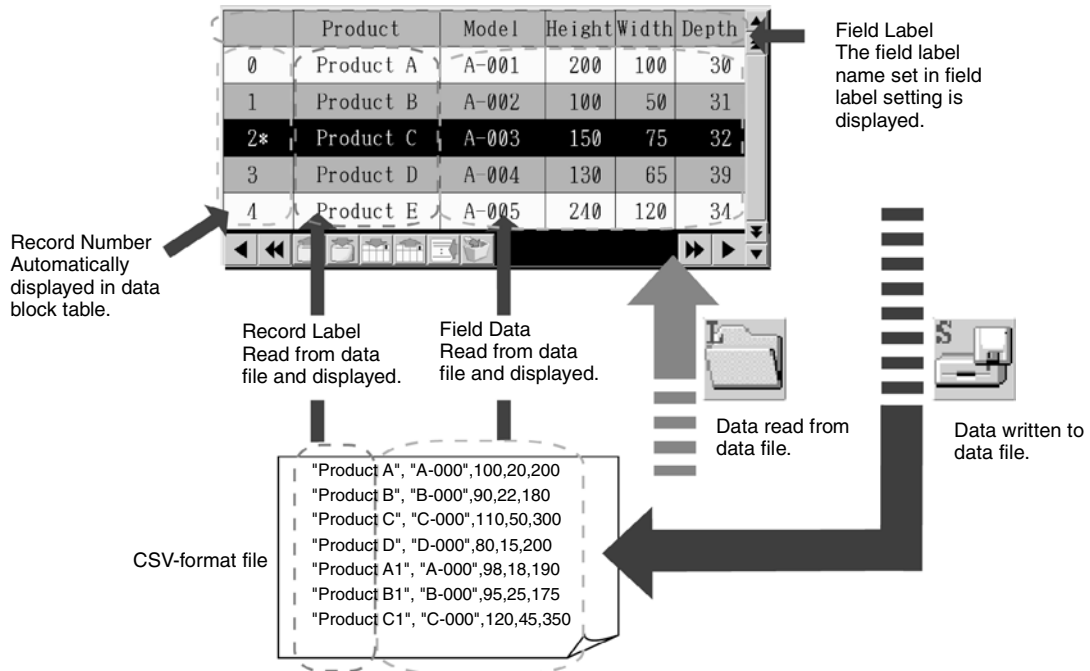 Product Model Height Width Depth
0 Product A A-001 200 100 30
1 Product B A-002 100 50 31
2* Product C A-003 150 75 32
3 Product D A-004 130 65 39
4 Product E A-005 240 120 34
Field Label
The field label
name set in field
label setting is
displayed.
Record Number
Automatically
displayed in data
block table.
Record Label
Read from data
file and displayed.
Field Data
Read from data
file and displayed.
L
S
Data read from
data file.
Data written to
data file.
CSV-format file
"Product A", "A-000",100,20,200
"Product B", "B-000",90,22,180
"Product C", "C-000",110,50,300
"Product D", "D-000",80,15,200
"Product A1", "A-000",98,18,190
"Product B1", "B-000",95,25,175
"Product C1", "C-000",120,45,350